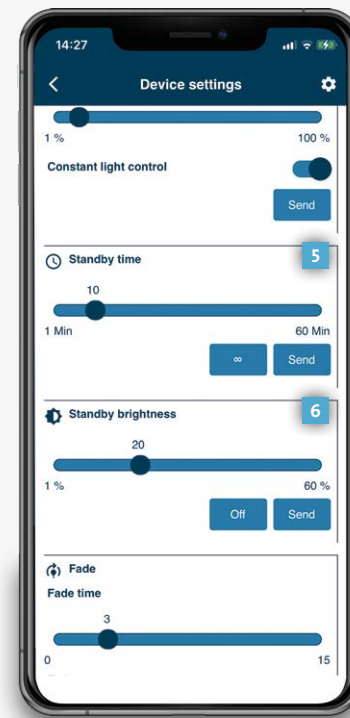 14:27
Device settings
1 % 100 %
Constant light control
Send
Standby time 5
10
1 Min 60 Min
∞ Send
Standby brightness 6
20
1 % 60 %
Off Send
Fade
Fade time
3
0 15